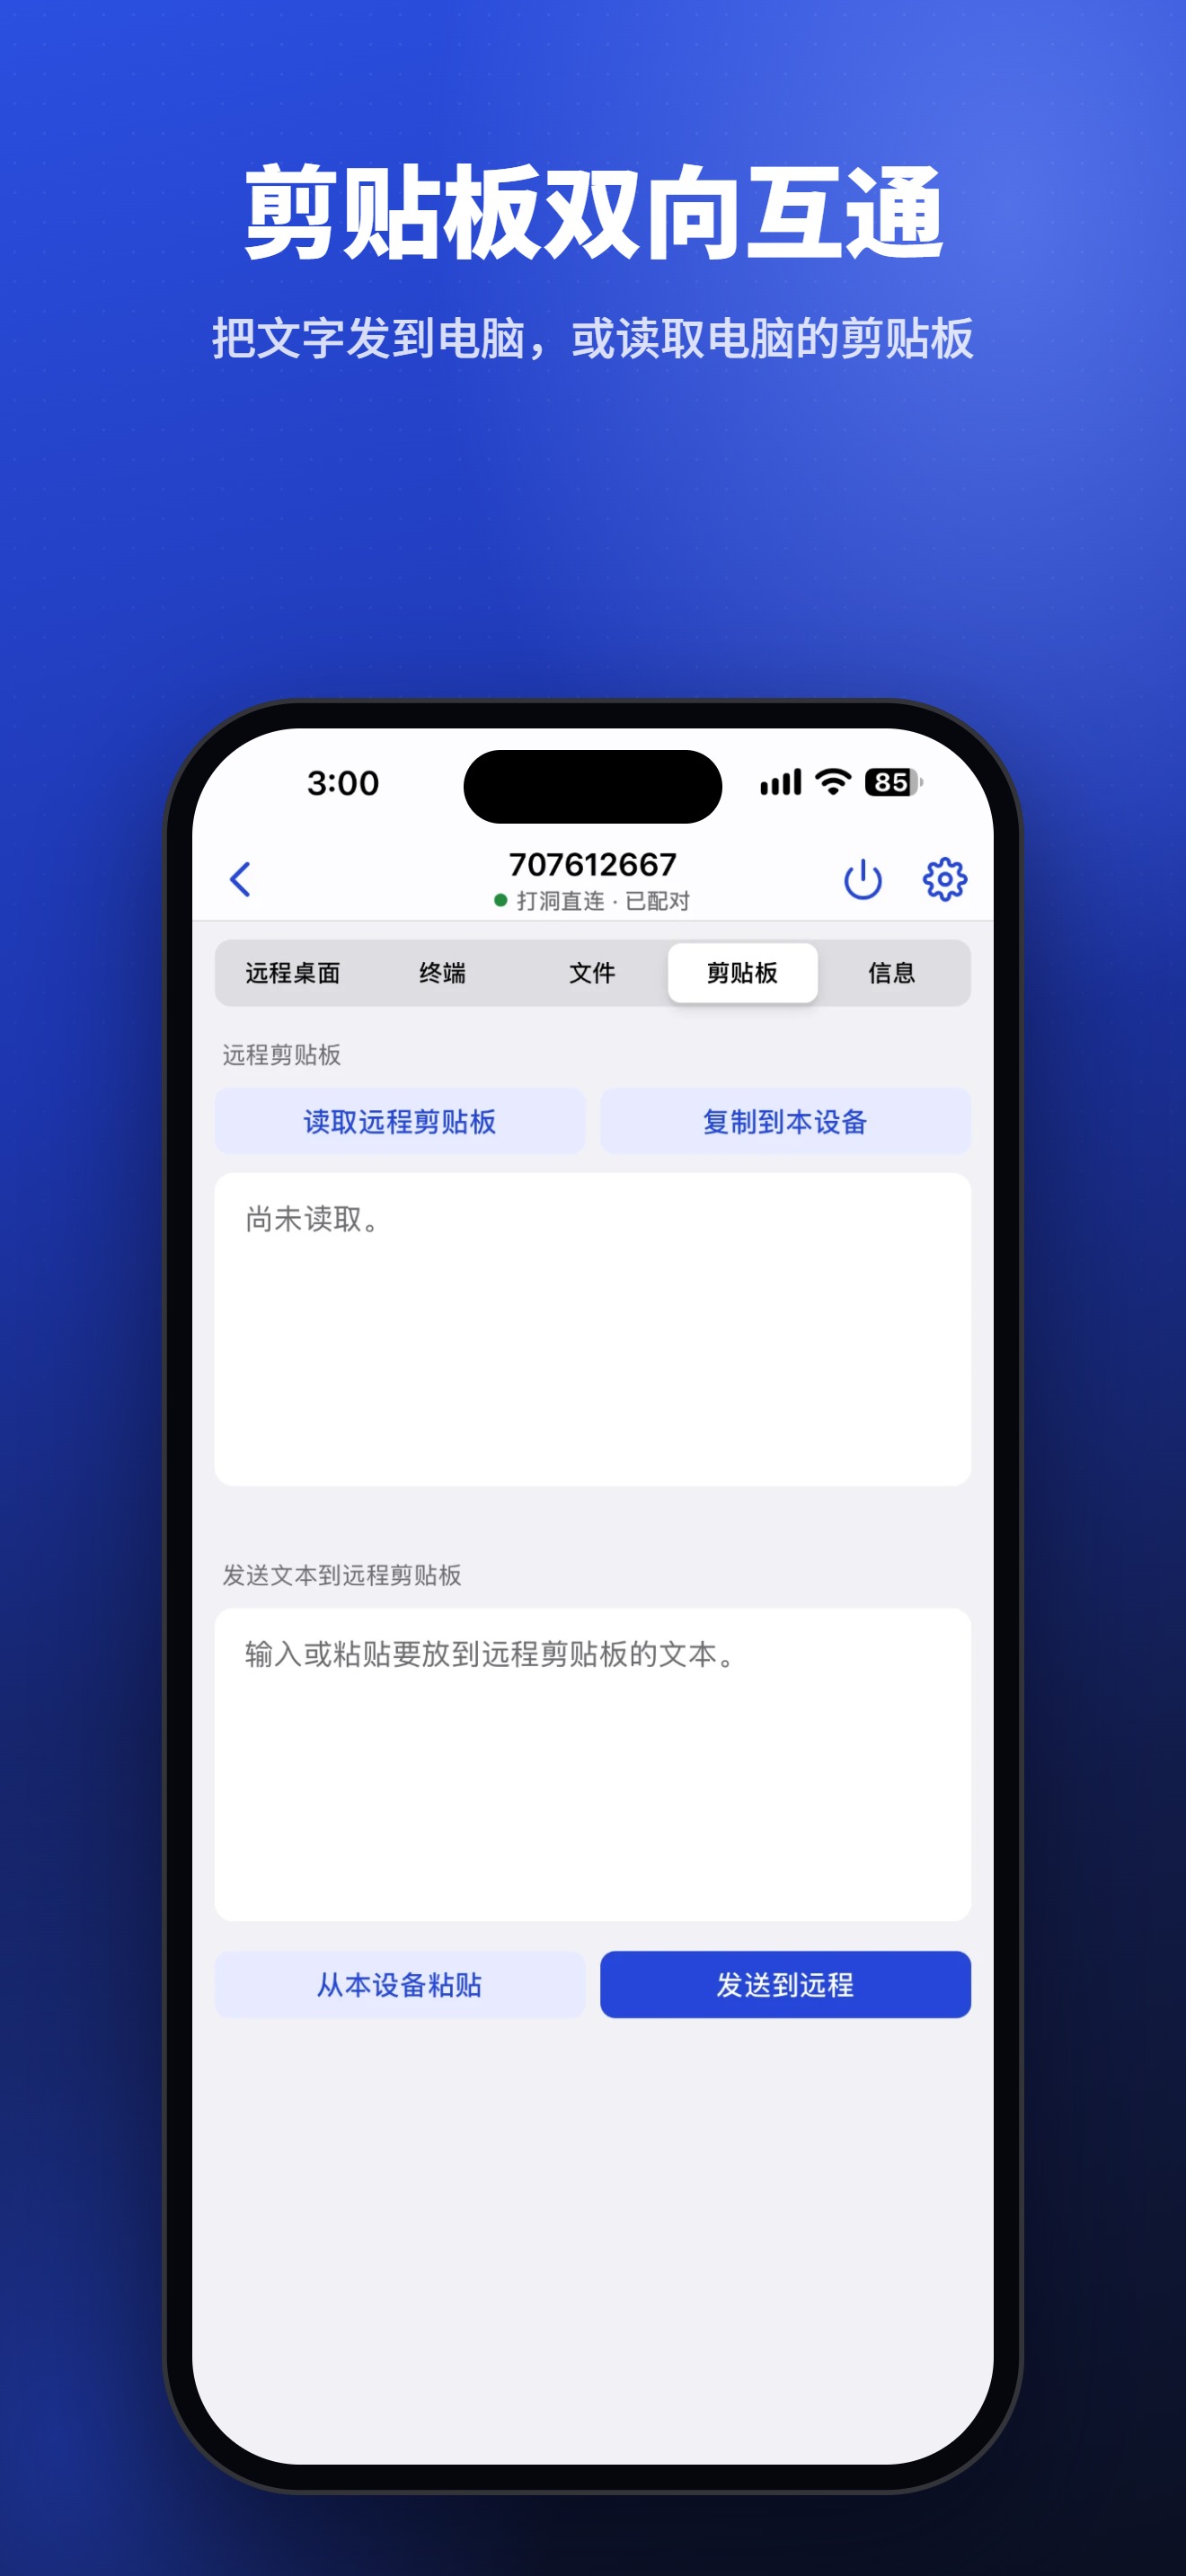 剪贴板双向互通
把文字发到电脑，或读取电脑的剪贴板
3:00
85
707612667
打洞直连 · 已配对
远程桌面 终端 文件 剪贴板 信息
远程剪贴板
读取远程剪贴板 复制到本设备
尚未读取。
发送文本到远程剪贴板
输入或粘贴要放到远程剪贴板的文本。
从本设备粘贴 发送到远程